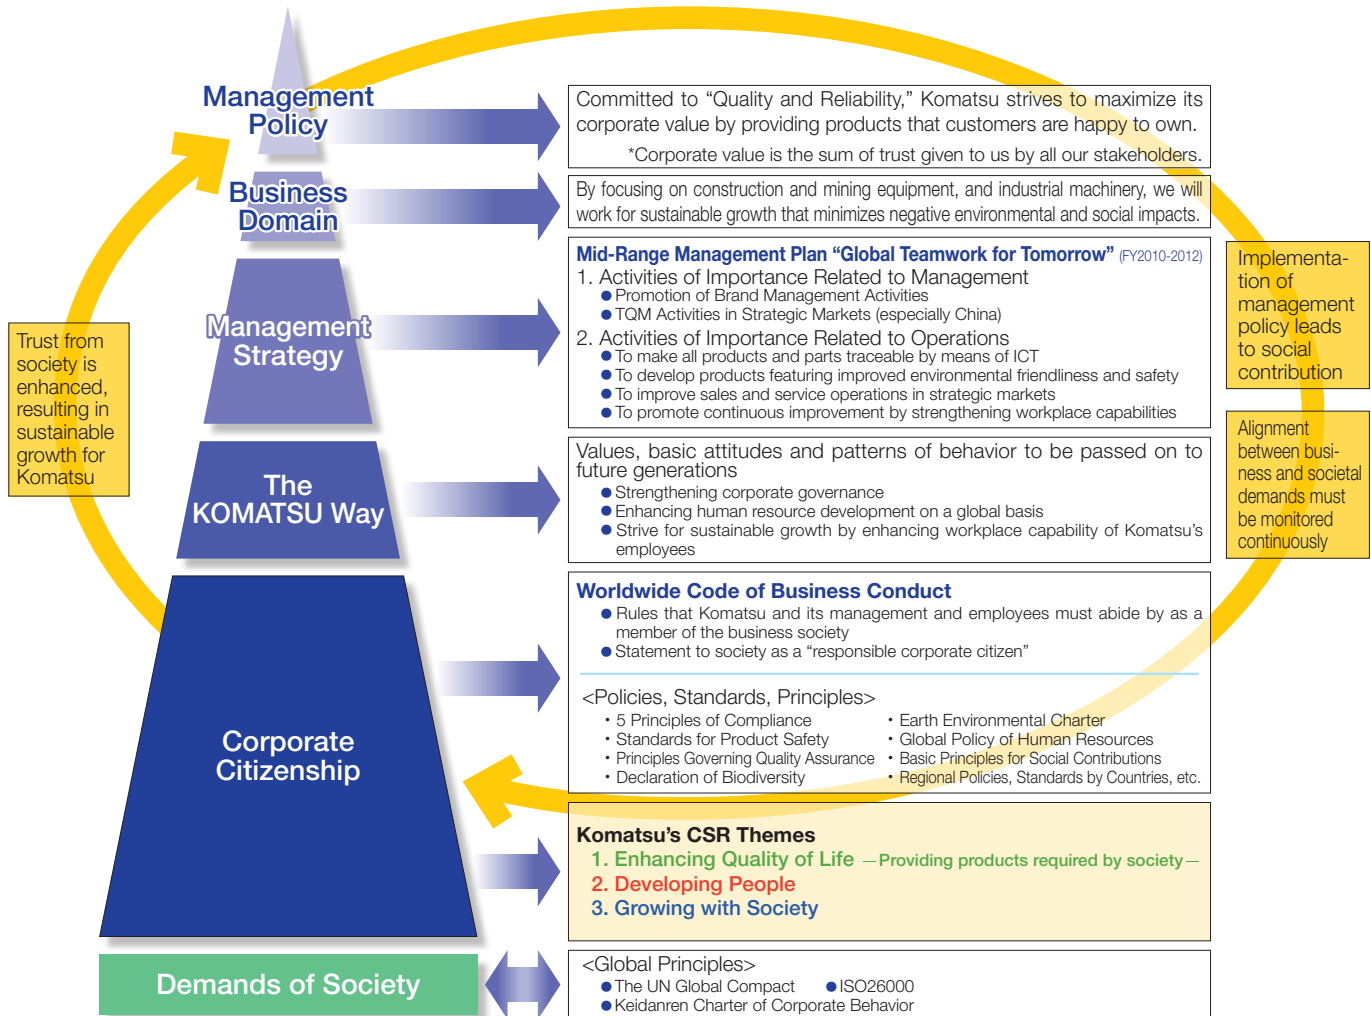 Management
Policy
Committed to “Quality and Reliability,” Komatsu strives to maximize its
corporate value by providing products that customers are happy to own.
*Corporate value is the sum of trust given to us by all our stakeholders.
Business
Domain
By focusing on construction and mining equipment, and industrial machinery, we will
work for sustainable growth that minimizes negative environmental and social impacts.
Management
Strategy
Mid-Range Management Plan “Global Teamwork for Tomorrow” (FY2010-2012)
1. Activities of Importance Related to Management
● Promotion of Brand Management Activities
● TQM Activities in Strategic Markets (especially China)
2. Activities of Importance Related to Operations
● To make all products and parts traceable by means of ICT
● To develop products featuring improved environmental friendliness and safety
● To improve sales and service operations in strategic markets
● To promote continuous improvement by strengthening workplace capabilities
Implementa-
tion of
management
policy leads
to social
contribution
Trust from
society is
enhanced,
resulting in
sustainable
growth for
Komatsu
Alignment
between busi-
ness and societal
demands must
be monitored
continuously
The
KOMATSU Way
Values, basic attitudes and patterns of behavior to be passed on to
future generations
● Strengthening corporate governance
● Enhancing human resource development on a global basis
● Strive for sustainable growth by enhancing workplace capability of Komatsu’s
employees
Corporate
Citizenship
Worldwide Code of Business Conduct
● Rules that Komatsu and its management and employees must abide by as a
member of the business society
● Statement to society as a “responsible corporate citizen”
<Policies, Standards, Principles>
・5 Principles of Compliance
・Standards for Product Safety
・Principles Governing Quality Assurance
・Declaration of Biodiversity
・Earth Environmental Charter
・Global Policy of Human Resources
・Basic Principles for Social Contributions
・Regional Policies, Standards by Countries, etc.
Komatsu’s CSR Themes
1. Enhancing Quality of Life —Providing products required by society—
2. Developing People
3. Growing with Society
Demands of Society
<Global Principles>
● The UN Global Compact ● ISO26000
● Keidanren Charter of Corporate Behavior